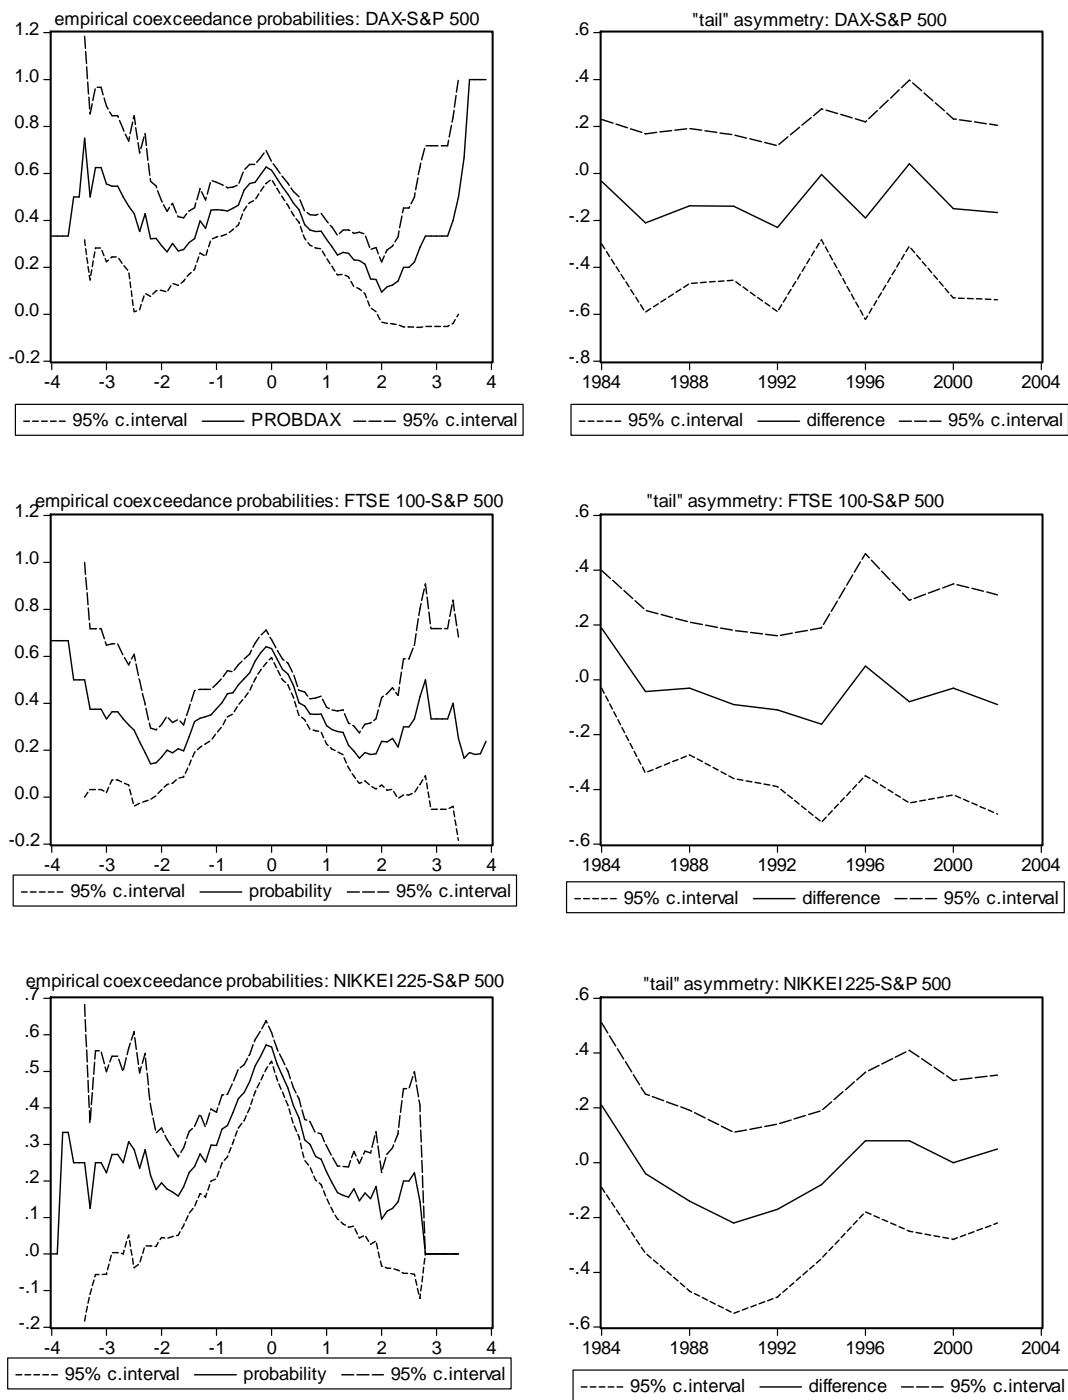 empirical coexceedance probabilities: DAX-S&P 500
1.2
1.0
0.8
0.6
0.4
0.2
0.0
-0.2
-4 -3 -2 -1 0 1 2 3 4
95% c.interval PROBDAX 95% c.interval
"tail" asymmetry: DAX-S&P 500
.6
.4
.2
.0
-.2
-.4
-.6
-.8
1984 1988 1992 1996 2000 2004
95% c.interval difference 95% c.interval
empirical coexceedance probabilities: FTSE 100-S&P 500
1.2
1.0
0.8
0.6
0.4
0.2
0.0
-0.2
-4 -3 -2 -1 0 1 2 3 4
95% c.interval probability 95% c.interval
"tail" asymmetry: FTSE 100-S&P 500
.6
.4
.2
.0
-.2
-.4
-.6
1984 1988 1992 1996 2000 2004
95% c.interval difference 95% c.interval
empirical coexceedance probabilities: NIKKEI 225-S&P 500
.7
.6
.5
.4
.3
.2
.1
.0
-.1
-.2
-4 -3 -2 -1 0 1 2 3 4
95% c.interval probability 95% c.interval
"tail" asymmetry: NIKKEI 225-S&P 500
.6
.4
.2
.0
-.2
-.4
-.6
1984 1988 1992 1996 2000 2004
95% c.interval difference 95% c.interval